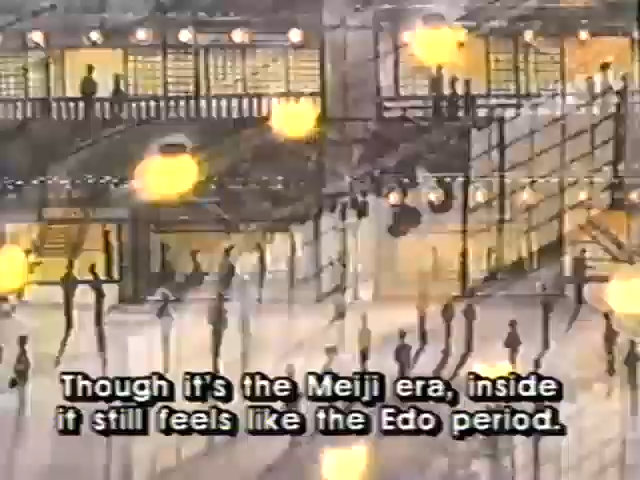 Though it's the Meiji era, inside
it still feels like the Edo period.